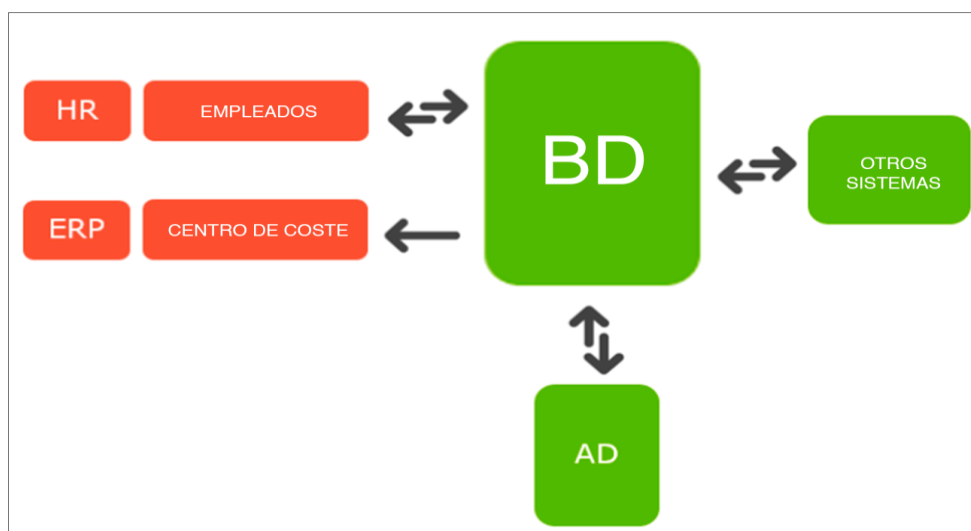 HR
EMPLEADOS
BD
OTROS
SISTEMAS
ERP
CENTRO DE COSTE
AD